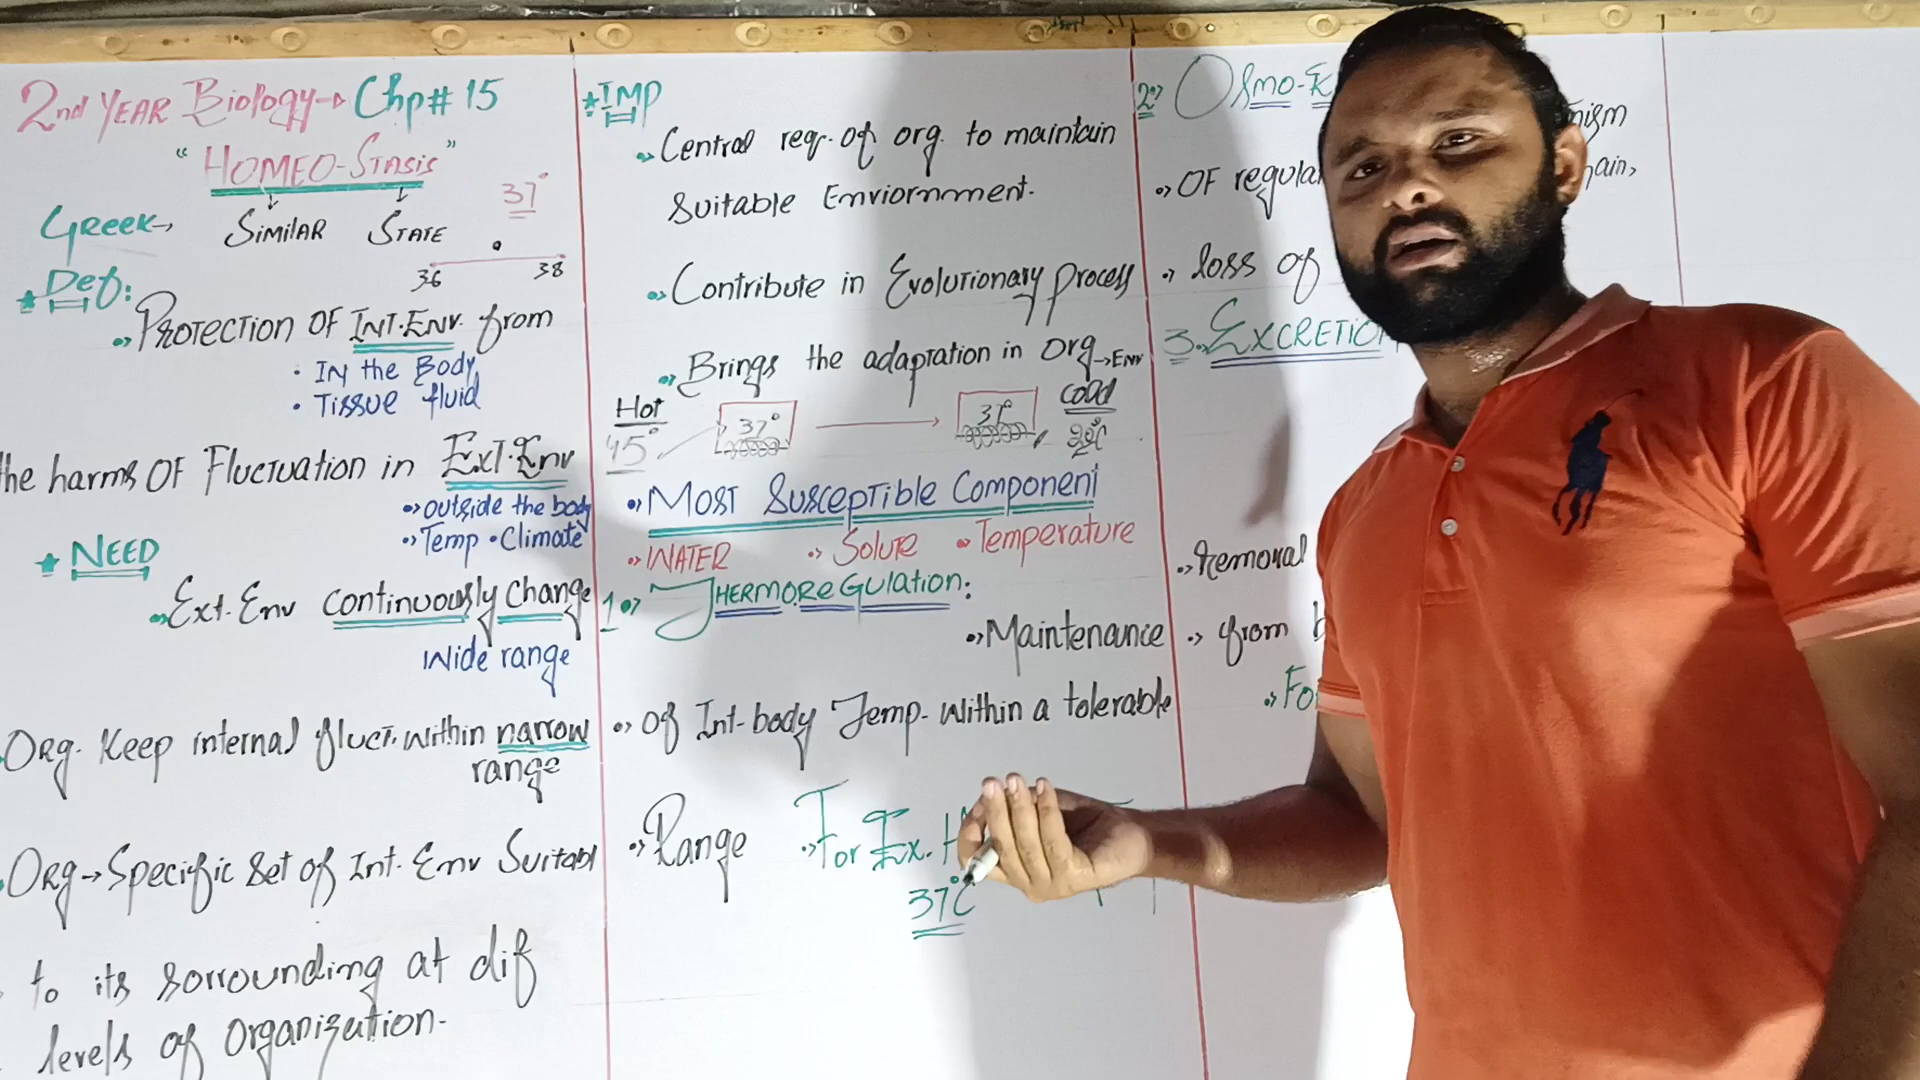 2nd YEAR Biology → Chp# 15
"HOMEO-STASIS"
Greek → SIMILAR STATE
37°
36 38
* Def:
PROTECTION OF INT.ENV. from
• IN the Body
• Tissue fluid
the harms OF Fluctuation in Ext.Env
outside the body
Temp • Climate
* NEED
Ext. Env continuously change
Wide range
Org. Keep internal fluct. within narrow
range
Org → Specific set of Int. Env Suitabl
to its sorrounding at dif
levels of organization.
* IMP
Central reqr. of org. to maintain
suitable Enviornment.
Contribute in Evolutionary process
Brings the adaptation in org → Env
Hot 37° 37° cold
45°
MOST Susceptible Component
WATER Solute Temperature
1 THERMOREGULATION:
Maintenance
of Int-body Temp. within a tolerable
Range For Ex.
37°C
2 Osmo-
OF
loss of
3. EXCRETIO
Removal
from